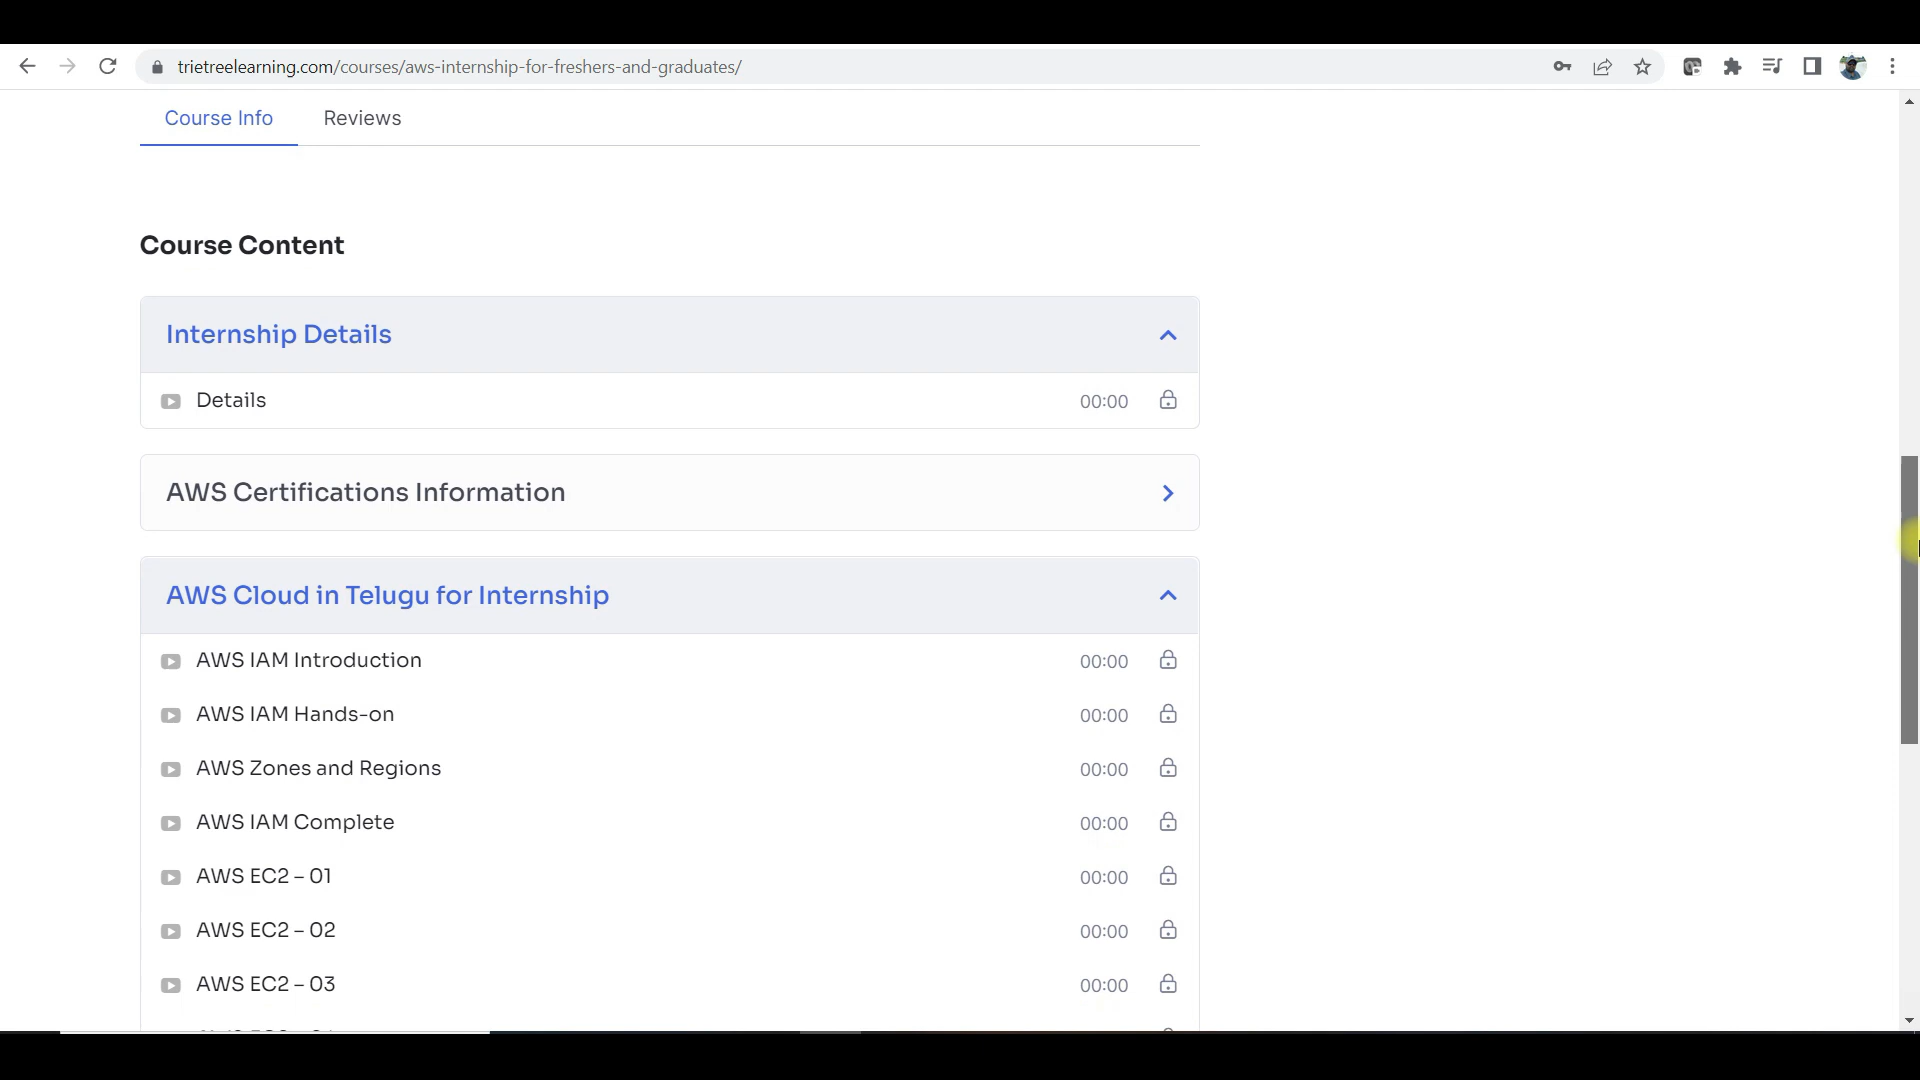 trietreelearning.com/courses/aws-internship-for-freshers-and-graduates/
Course Info
Reviews
Course Content
Internship Details
Details 00:00
AWS Certifications Information
AWS Cloud in Telugu for Internship
AWS IAM Introduction 00:00
AWS IAM Hands-on 00:00
AWS Zones and Regions 00:00
AWS IAM Complete 00:00
AWS EC2 – 01 00:00
AWS EC2 – 02 00:00
AWS EC2 – 03 00:00